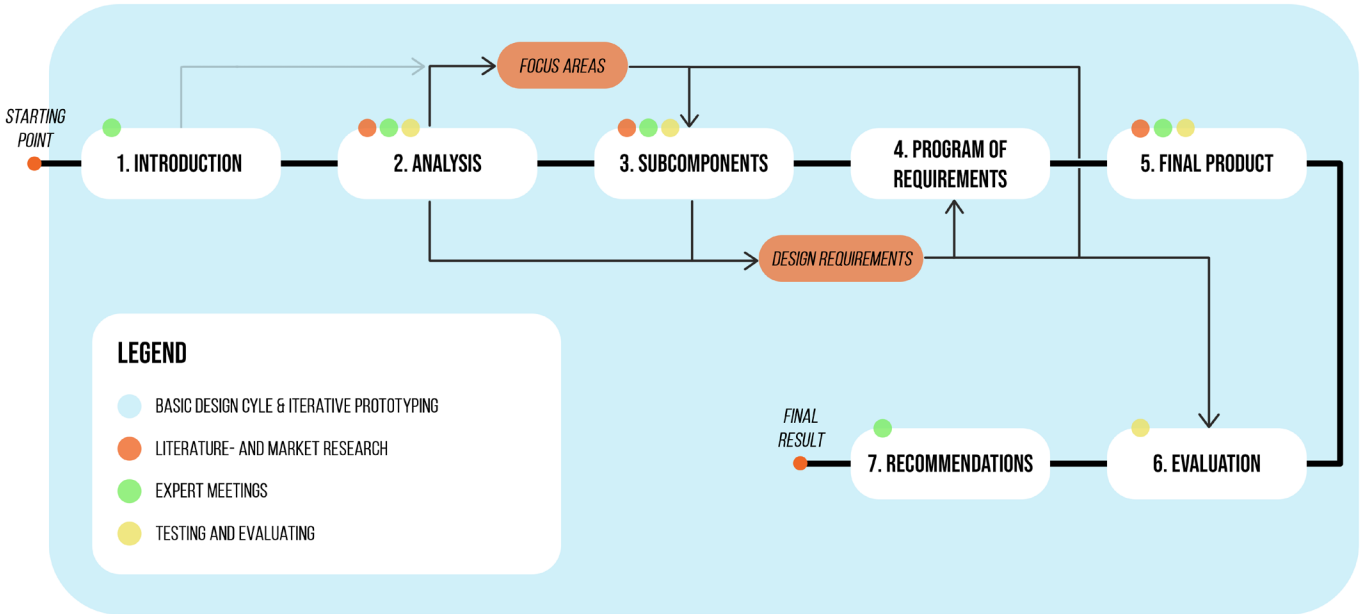 FOCUS AREAS
STARTING
POINT
1. INTRODUCTION
2. ANALYSIS
3. SUBCOMPONENTS
4. PROGRAM OF
REQUIREMENTS
5. FINAL PRODUCT
DESIGN REQUIREMENTS
LEGEND
BASIC DESIGN CYLE & ITERATIVE PROTOTYPING
LITERATURE- AND MARKET RESEARCH
EXPERT MEETINGS
TESTING AND EVALUATING
FINAL
RESULT
7. RECOMMENDATIONS
6. EVALUATION